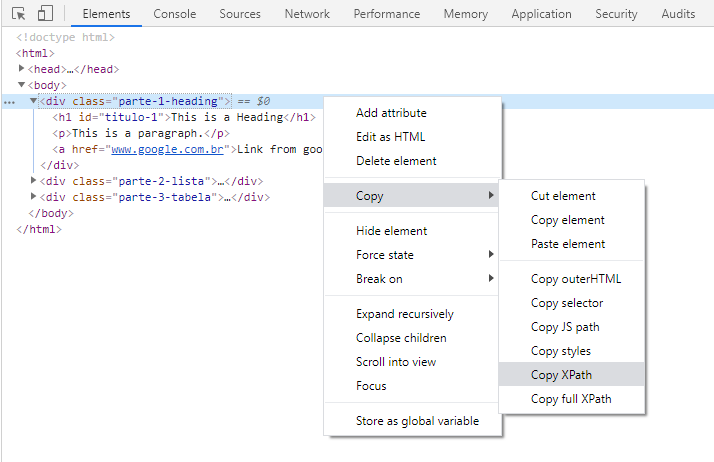 Elements Console Sources Network Performance Memory Application Security Audits
<!doctype html>
<html>
<head>…</head>
<body>
… <div class="parte-1-heading"> == $0
<h1 id="titulo-1">This is a Heading</h1>
<p>This is a paragraph.</p>
<a href="www.google.com.br">Link from goo
</div>
<div class="parte-2-lista">…</div>
<div class="parte-3-tabela">…</div>
</body>
</html>
Add attribute
Edit as HTML
Delete element
Copy
Hide element
Force state
Break on
Expand recursively
Collapse children
Scroll into view
Focus
Store as global variable
Cut element
Copy element
Paste element
Copy outerHTML
Copy selector
Copy JS path
Copy styles
Copy XPath
Copy full XPath